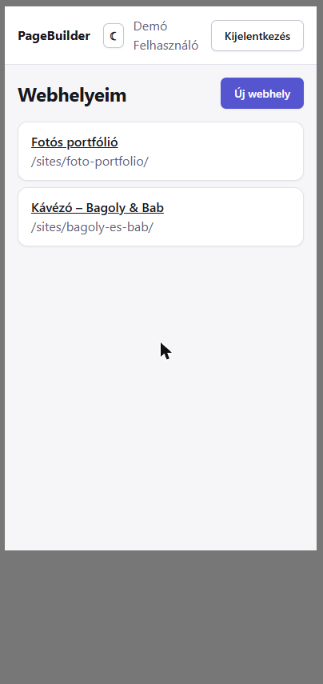 PageBuilder
Demó
Felhasználó
Kijelentkezés
Webhelyeim
Új webhely
Fotós portfólió
/sites/foto-portfolio/
Kávézó – Bagoly & Bab
/sites/bagoly-es-bab/